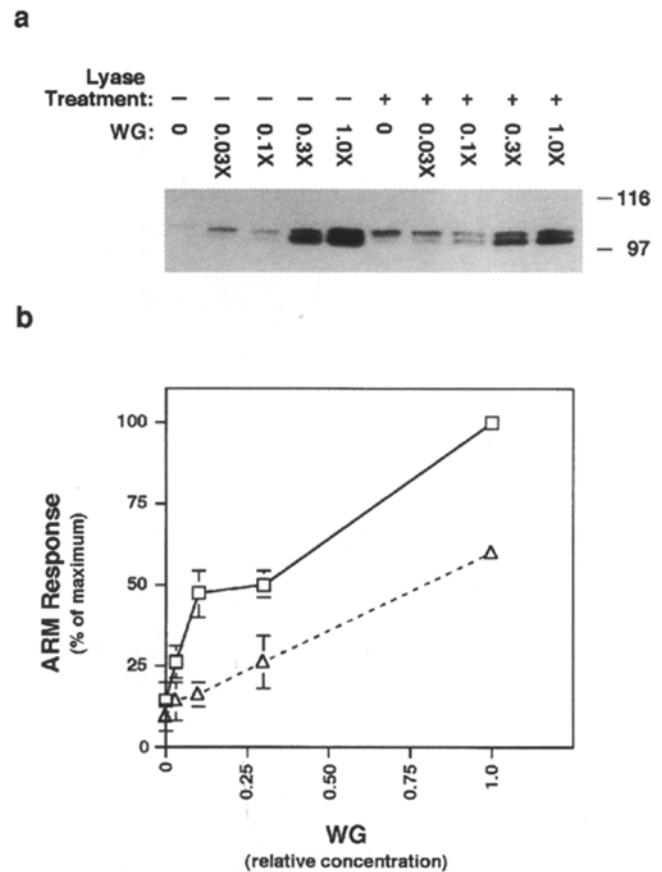 a
Lyase
Treatment: – – – – – + + + + +
WG: 0 0.03X 0.1X 0.3X 1.0X 0 0.03X 0.1X 0.3X 1.0X
– 116
– 97
b
ARM Response
(% of maximum)
100
75
50
25
0
0 0.25 0.50 0.75 1.0
WG
(relative concentration)